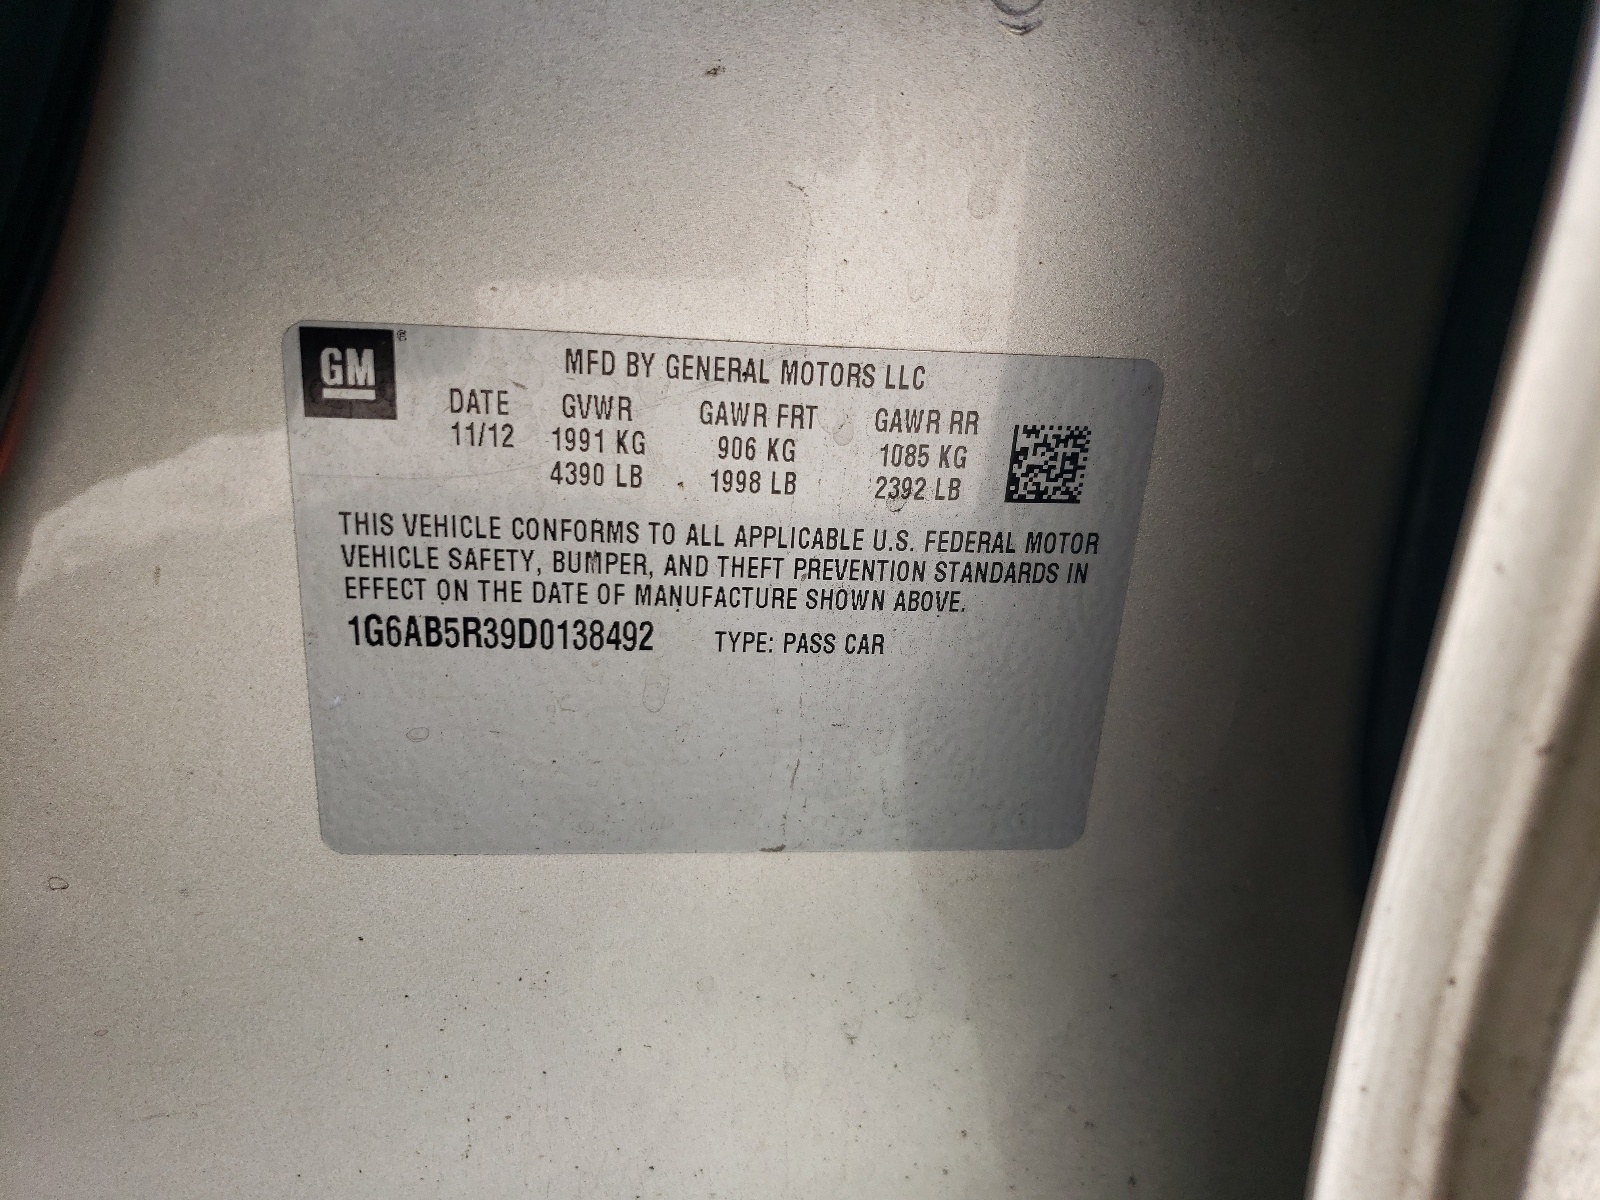 GM ®
MFD BY GENERAL MOTORS LLC
DATE GVWR GAWR FRT GAWR RR
11/12 1991 KG 906 KG 1085 KG
4390 LB 1998 LB 2392 LB
THIS VEHICLE CONFORMS TO ALL APPLICABLE U.S. FEDERAL MOTOR
VEHICLE SAFETY, BUMPER, AND THEFT PREVENTION STANDARDS IN
EFFECT ON THE DATE OF MANUFACTURE SHOWN ABOVE.
1G6AB5R39D0138492 TYPE: PASS CAR